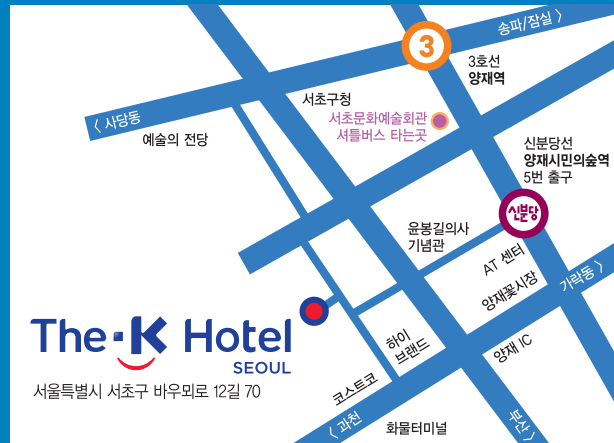 송파/잠실 >
3
3호선
양재역
< 사당동
서초구청
예술의 전당
서초문화예술회관
셔틀버스 타는곳
신분당선
양재시민의숲역
5번 출구
신분당
윤봉길의사
기념관
AT 센터
양재꽃시장
가락동 >
The-K Hotel
SEOUL
서울특별시 서초구 바우뫼로 12길 70
하이
브랜드
양재 IC
코스트코
< 과천
화물터미널
부산 >